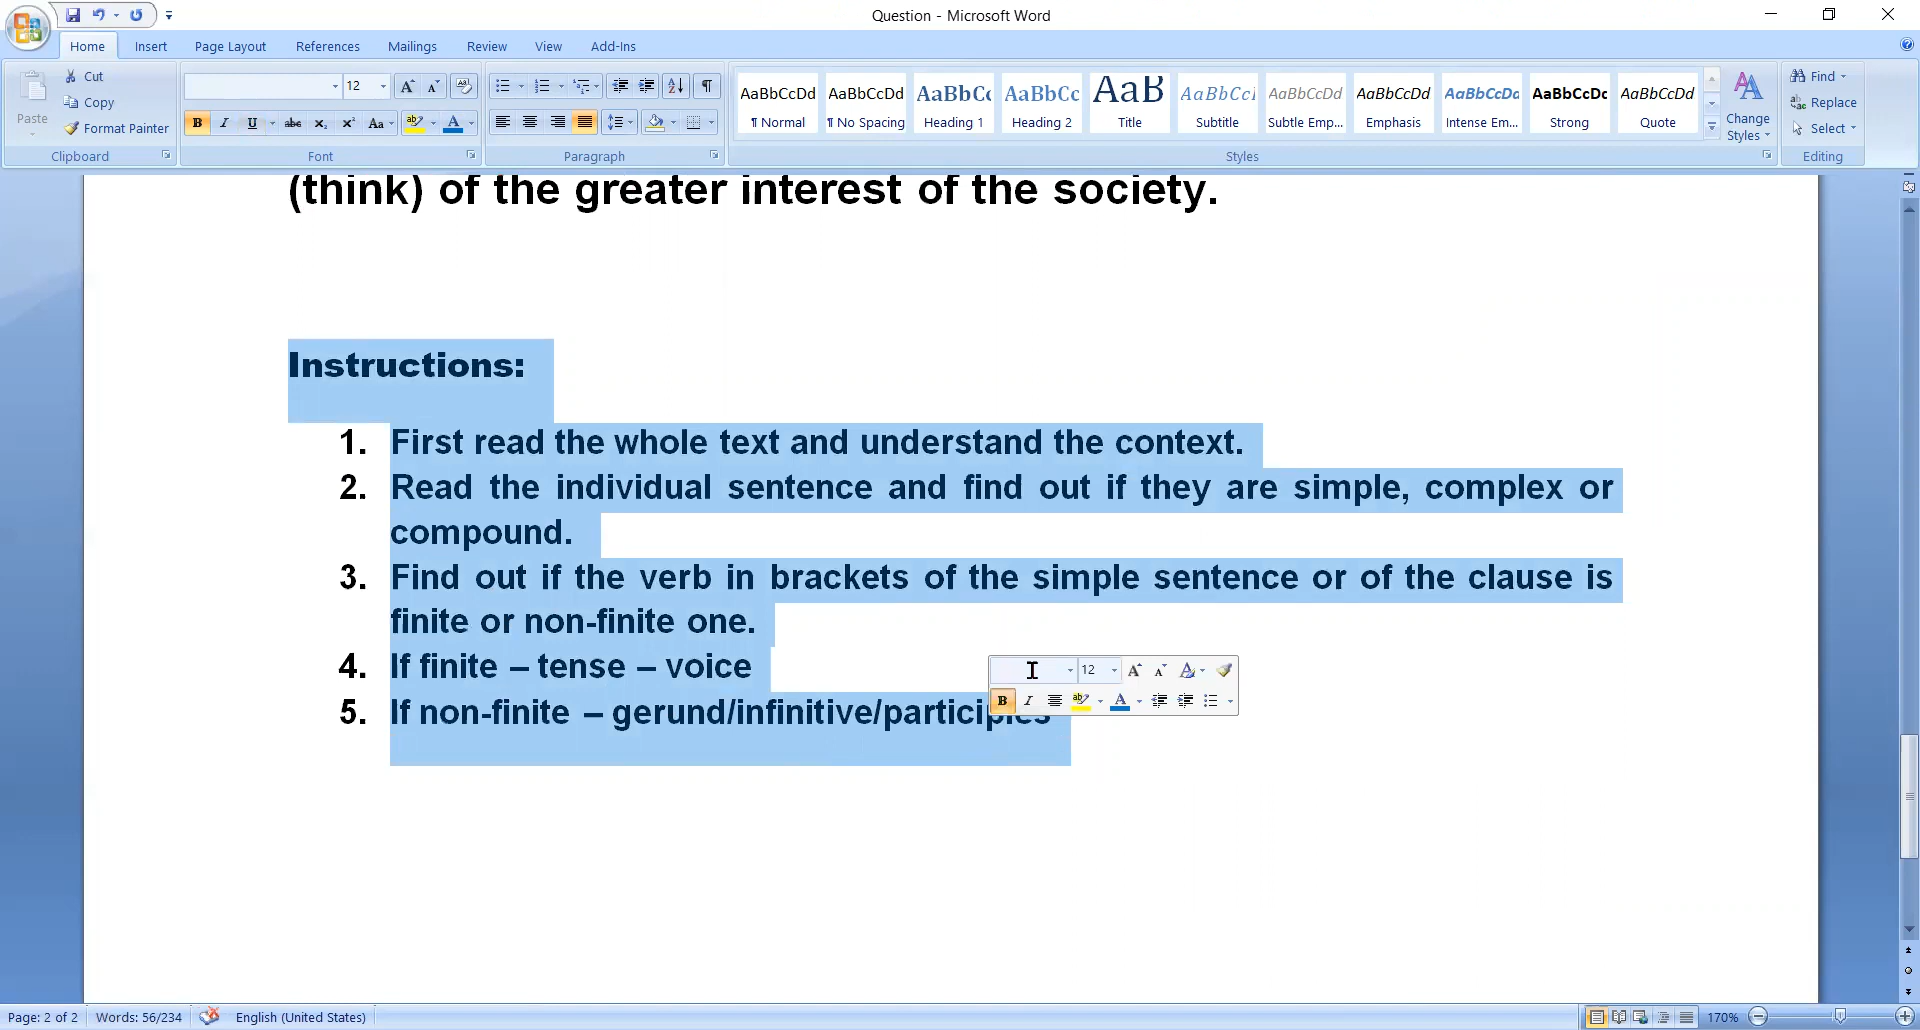 Question - Microsoft Word
Home Insert Page Layout References Mailings Review View Add-Ins
Paste
Cut
Copy
Format Painter
Clipboard
12
B I U abc x₂ x² Aa ab A
Font
Paragraph
AaBbCcDd AaBbCcDd AaBbCc AaBbCc AaB AaBbCcl AaBbCcDd AaBbCcDd AaBbCcDd AaBbCcDc AaBbCcDd
¶ Normal ¶ No Spacing Heading 1 Heading 2 Title Subtitle Subtle Emp... Emphasis Intense Em... Strong Quote
Change
Styles
Styles
Find
Replace
Select
Editing
(think) of the greater interest of the society.
Instructions:
1. First read the whole text and understand the context.
2. Read the individual sentence and find out if they are simple, complex or
compound.
3. Find out if the verb in brackets of the simple sentence or of the clause is
finite or non-finite one.
4. If finite – tense – voice
12
B I
5. If non-finite – gerund/infinitive/participles
Page: 2 of 2 Words: 56/234 English (United States) 170%